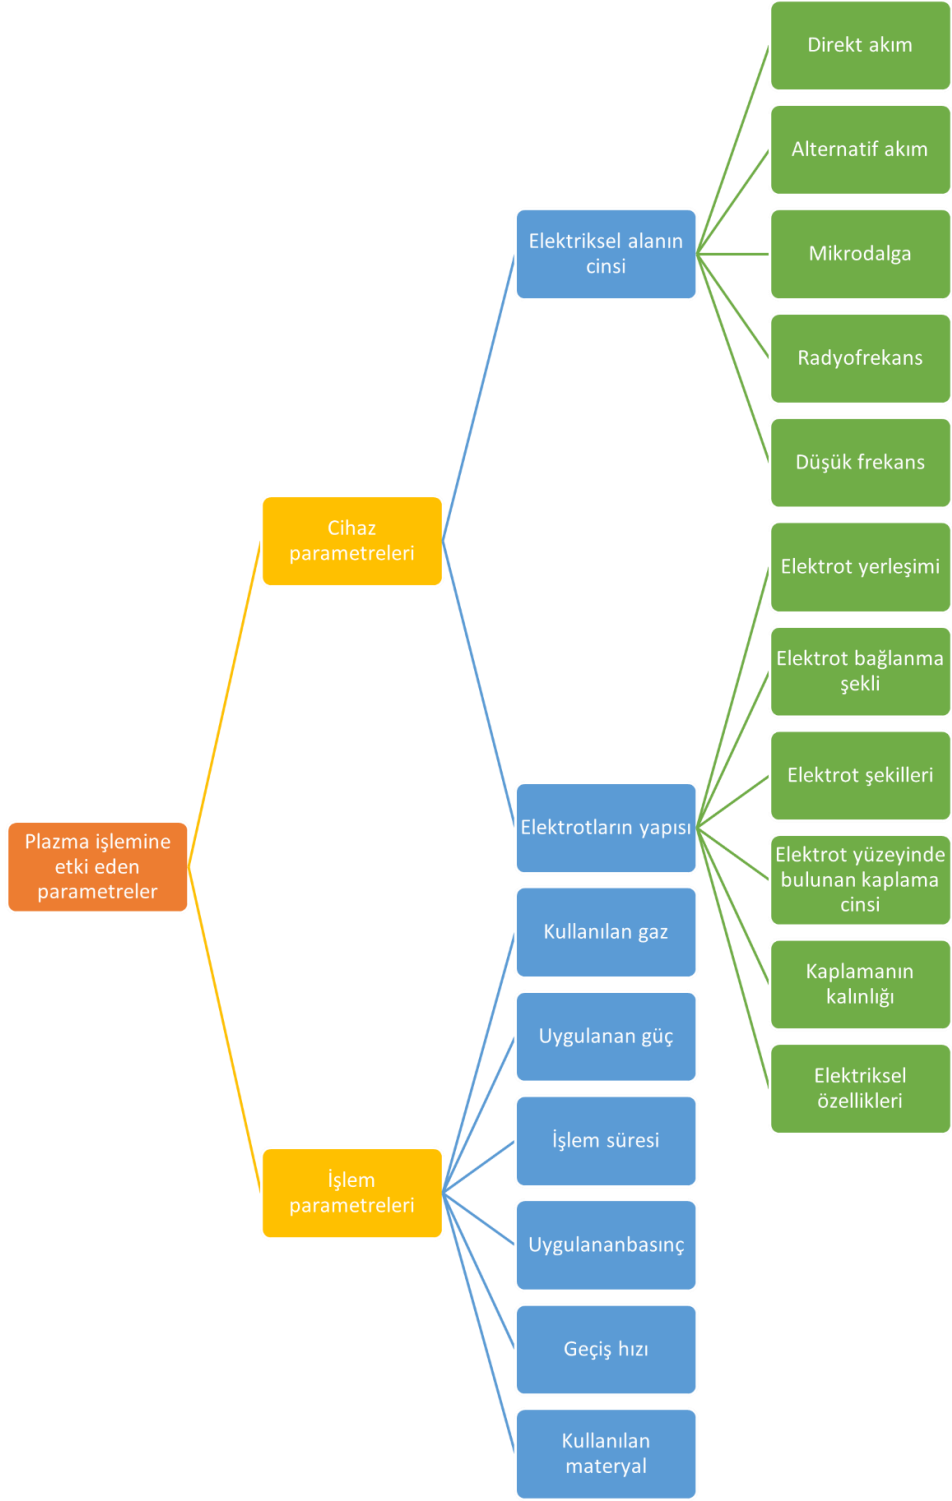 Plazma işlemine
etki eden
parametreler
Cihaz
parametreleri
Elektriksel alanın
cinsi
Direkt akım
Alternatif akım
Mikrodalga
Radyofrekans
Düşük frekans
Elektrotların yapısı
Elektrot yerleşimi
Elektrot bağlanma
şekli
Elektrot şekilleri
Elektrot yüzeyinde
bulunan kaplama
cinsi
Kaplamanın
kalınlığı
Elektriksel
özellikleri
İşlem
parametreleri
Kullanılan gaz
Uygulanan güç
İşlem süresi
Uygulananbasınç
Geçiş hızı
Kullanılan
materyal